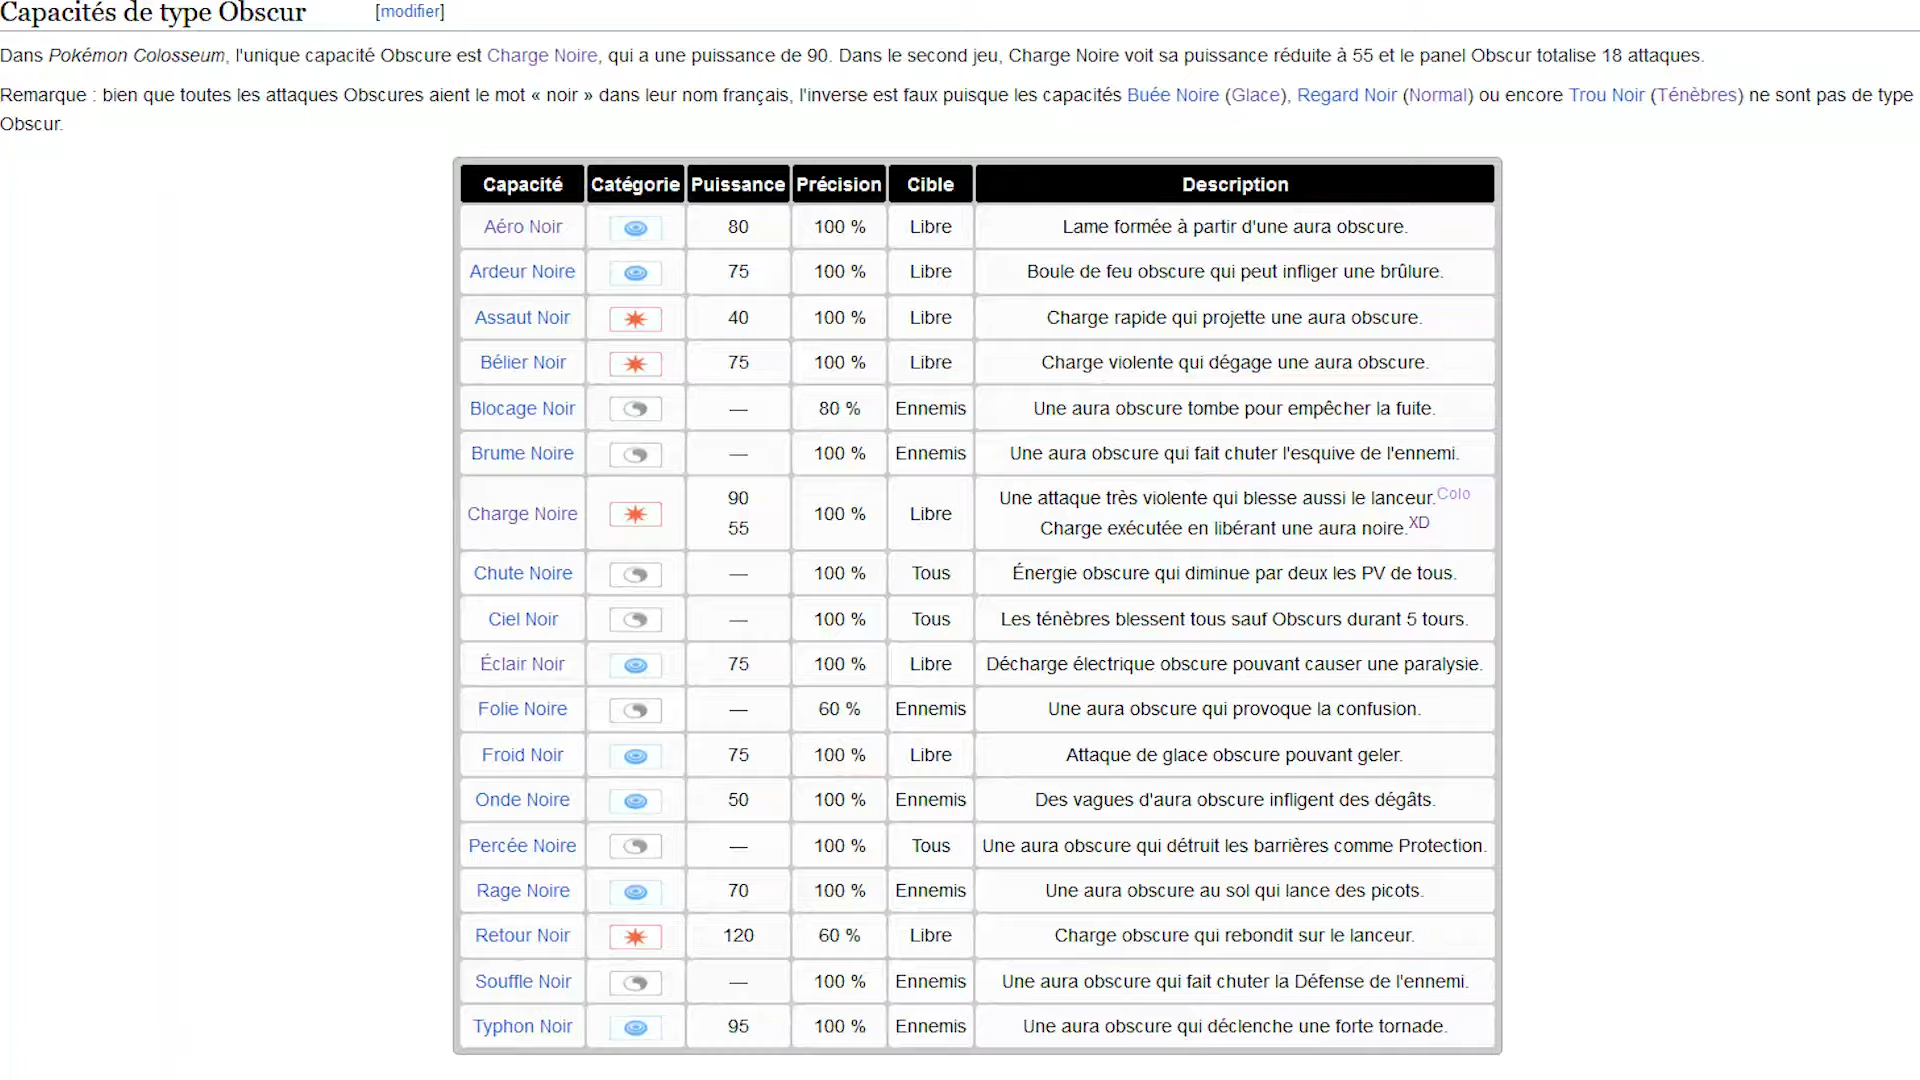 Capacités de type Obscur [modifier]
Dans Pokémon Colosseum, l'unique capacité Obscure est Charge Noire, qui a une puissance de 90. Dans le second jeu, Charge Noire voit sa puissance réduite à 55 et le panel Obscur totalise 18 attaques.
Remarque : bien que toutes les attaques Obscures aient le mot « noir » dans leur nom français, l'inverse est faux puisque les capacités Buée Noire (Glace), Regard Noir (Normal) ou encore Trou Noir (Ténèbres) ne sont pas de type
Obscur.
Capacité Catégorie Puissance Précision Cible Description
Aéro Noir 80 100 % Libre Lame formée à partir d'une aura obscure.
Ardeur Noire 75 100 % Libre Boule de feu obscure qui peut infliger une brûlure.
Assaut Noir 40 100 % Libre Charge rapide qui projette une aura obscure.
Bélier Noir 75 100 % Libre Charge violente qui dégage une aura obscure.
Blocage Noir — 80 % Ennemis Une aura obscure tombe pour empêcher la fuite.
Brume Noire — 100 % Ennemis Une aura obscure qui fait chuter l'esquive de l'ennemi.
90 Une attaque très violente qui blesse aussi le lanceur.Colo
Charge Noire 100 % Libre
55 Charge exécutée en libérant une aura noire.XD
Chute Noire — 100 % Tous Énergie obscure qui diminue par deux les PV de tous.
Ciel Noir — 100 % Tous Les ténèbres blessent tous sauf Obscurs durant 5 tours.
Éclair Noir 75 100 % Libre Décharge électrique obscure pouvant causer une paralysie.
Folie Noire — 60 % Ennemis Une aura obscure qui provoque la confusion.
Froid Noir 75 100 % Libre Attaque de glace obscure pouvant geler.
Onde Noire 50 100 % Ennemis Des vagues d'aura obscure infligent des dégâts.
Percée Noire — 100 % Tous Une aura obscure qui détruit les barrières comme Protection.
Rage Noire 70 100 % Ennemis Une aura obscure au sol qui lance des picots.
Retour Noir 120 60 % Libre Charge obscure qui rebondit sur le lanceur.
Souffle Noir — 100 % Ennemis Une aura obscure qui fait chuter la Défense de l'ennemi.
Typhon Noir 95 100 % Ennemis Une aura obscure qui déclenche une forte tornade.